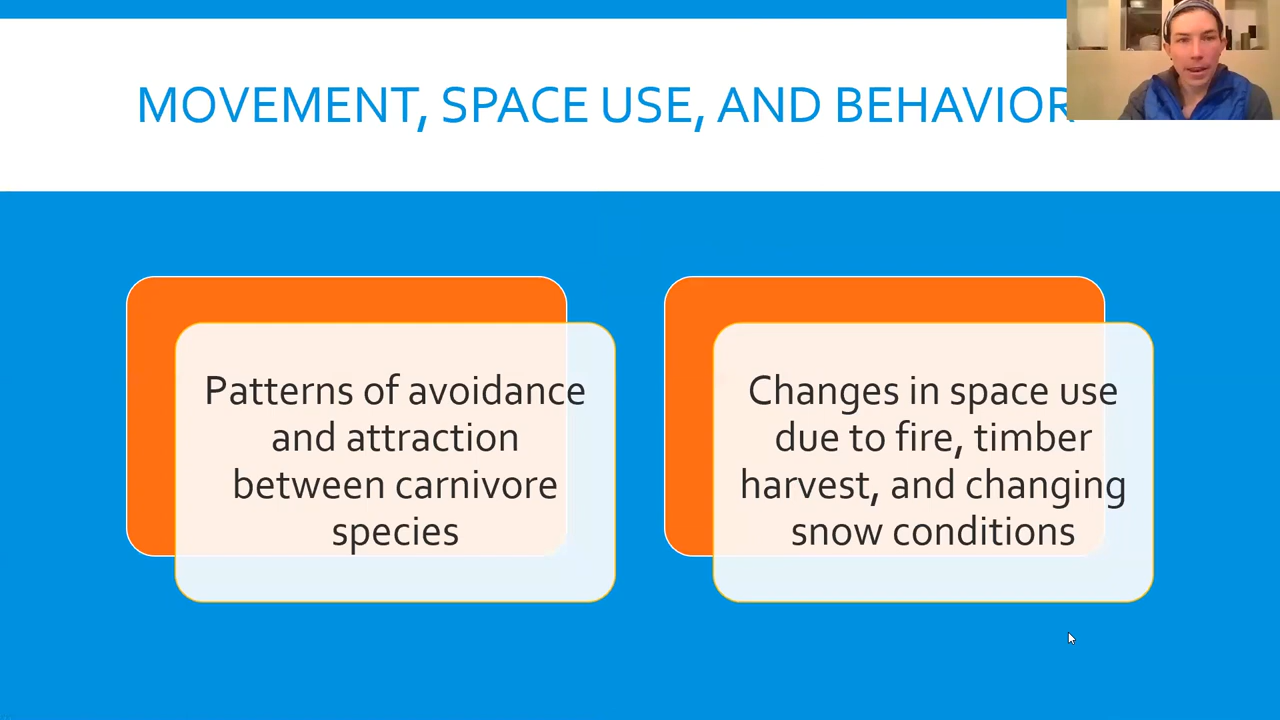 MOVEMENT, SPACE USE, AND BEHAVIOR
Patterns of avoidance
and attraction
between carnivore
species
Changes in space use
due to fire, timber
harvest, and changing
snow conditions